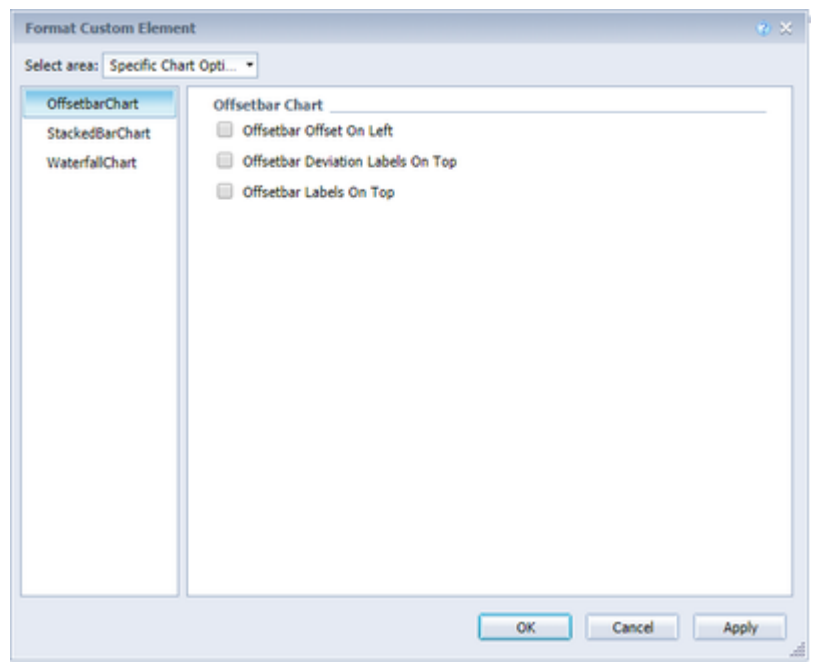 Format Custom Element
Select area: Specific Chart Opti...
OffsetbarChart
StackedBarChart
WaterfallChart
Offsetbar Chart
Offsetbar Offset On Left
Offsetbar Deviation Labels On Top
Offsetbar Labels On Top
OK Cancel Apply